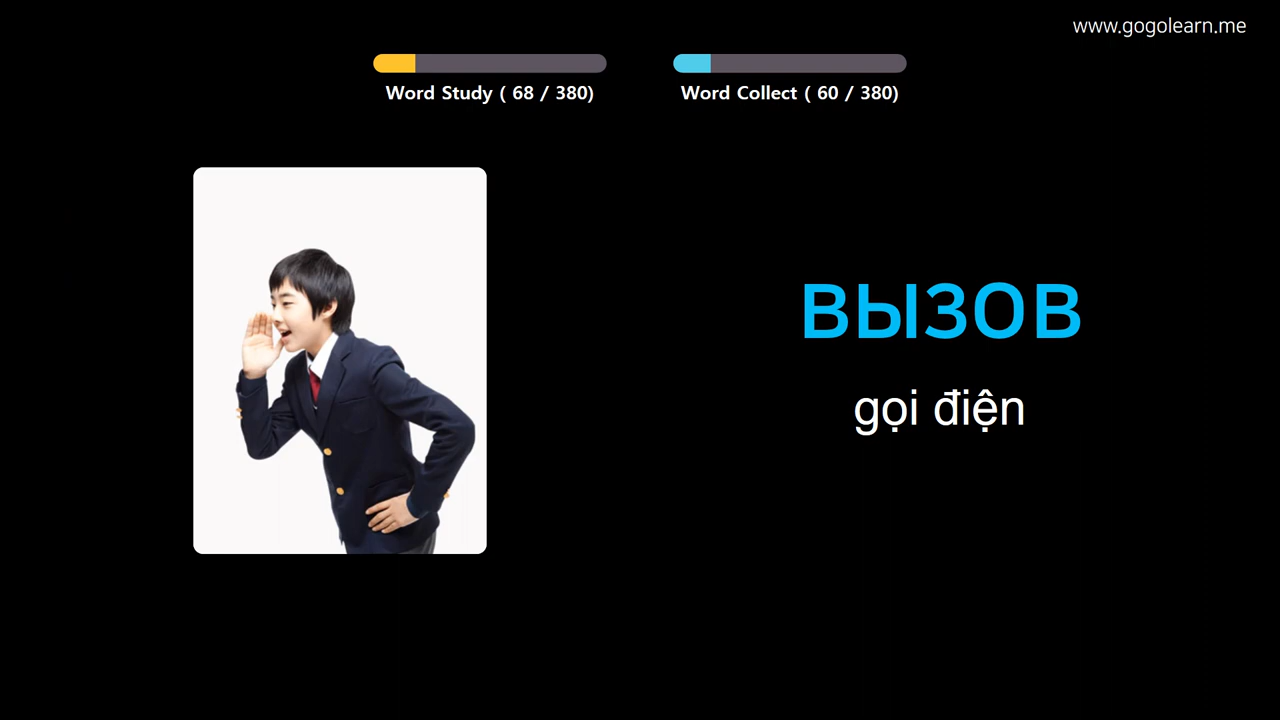 www.gogolearn.me
Word Study ( 68 / 380)
Word Collect ( 60 / 380)
вызов
gọi điện